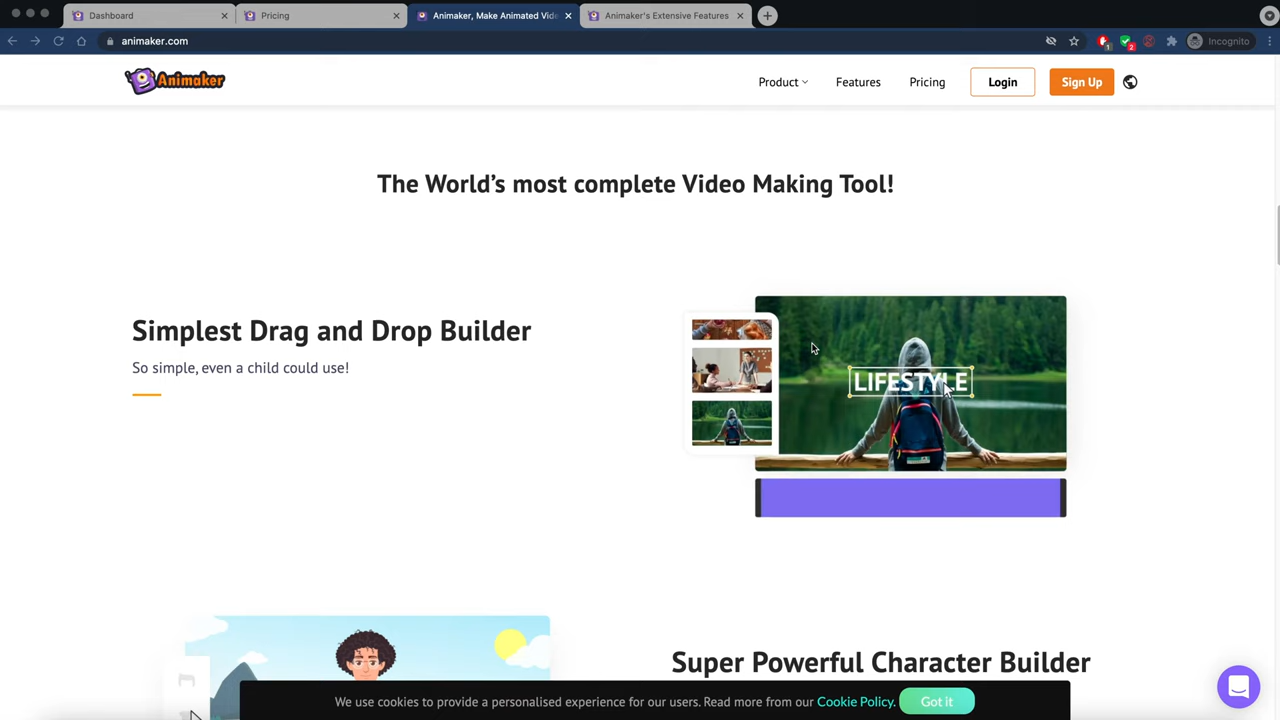 Dashboard
Pricing
Animaker, Make Animated Vide
Animaker's Extensive Features
animaker.com
1
2
Incognito
Animaker
Product
Features
Pricing
Login
Sign Up
The World's most complete Video Making Tool!
Simplest Drag and Drop Builder
So simple, even a child could use!
LIFESTYLE
Super Powerful Character Builder
We use cookies to provide a personalised experience for our users. Read more from our Cookie Policy.
Got it